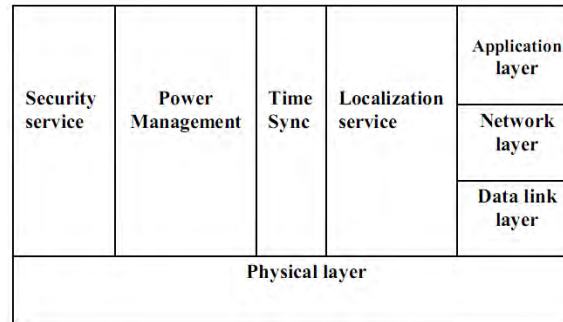 Security
service
Power
Management
Time
Sync
Localization
service
Application
layer
Network
layer
Data link
layer
Physical layer